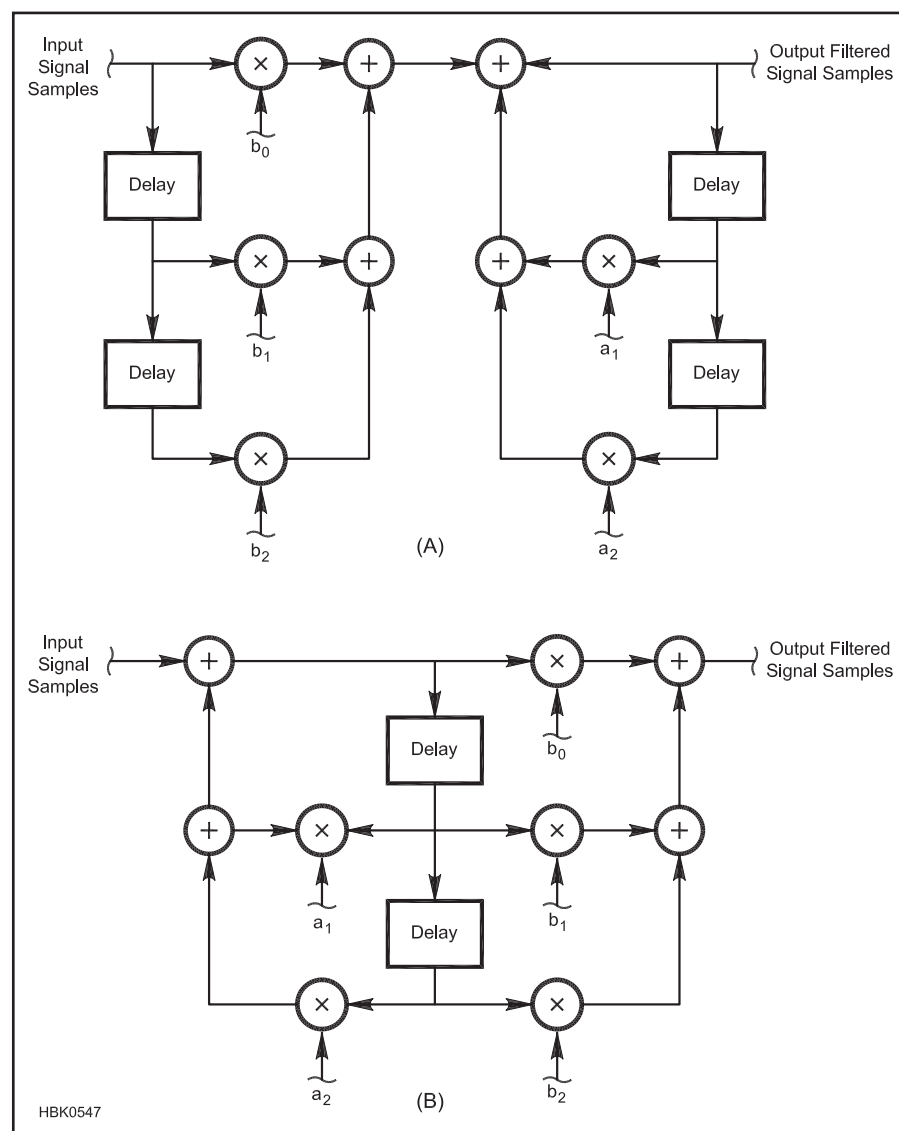 Input
Signal
Samples
×
+
+
Output Filtered
Signal Samples
b0
Delay
Delay
×
+
+
×
b1
a1
Delay
Delay
×
×
b2
a2
(A)
Input
Signal
Samples
+
×
+
Output Filtered
Signal Samples
Delay
b0
+
×
×
+
a1
b1
Delay
×
×
a2
b2
(B)
HBK0547